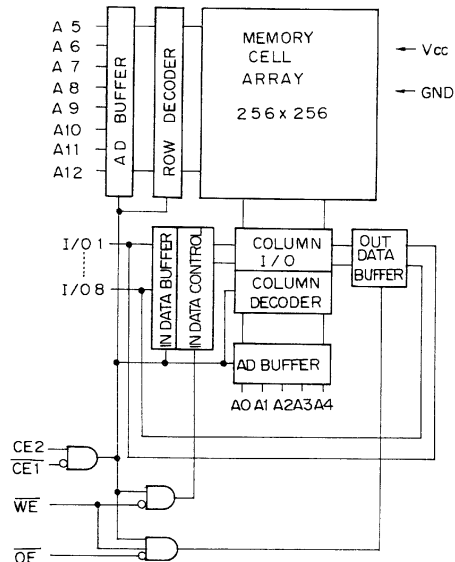 A 5
A 6
A 7
A 8
A 9
A10
A11
A12
AD BUFFER
ROW DECODER
MEMORY
CELL
ARRAY
256 x 256
Vcc
GND
I/O 1
I/O 8
IN DATA BUFFER
IN DATA CONTROL
COLUMN
I/O
COLUMN
DECODER
OUT
DATA
BUFFER
AD BUFFER
A0 A1 A2 A3 A4
CE2
CE1
WE
OE